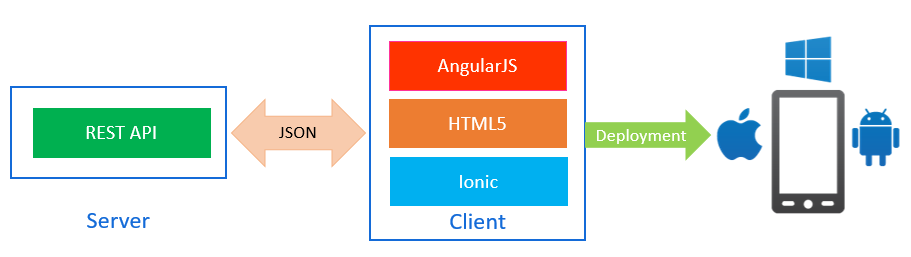 REST API
Server
JSON
AngularJS
HTML5
Ionic
Client
Deployment